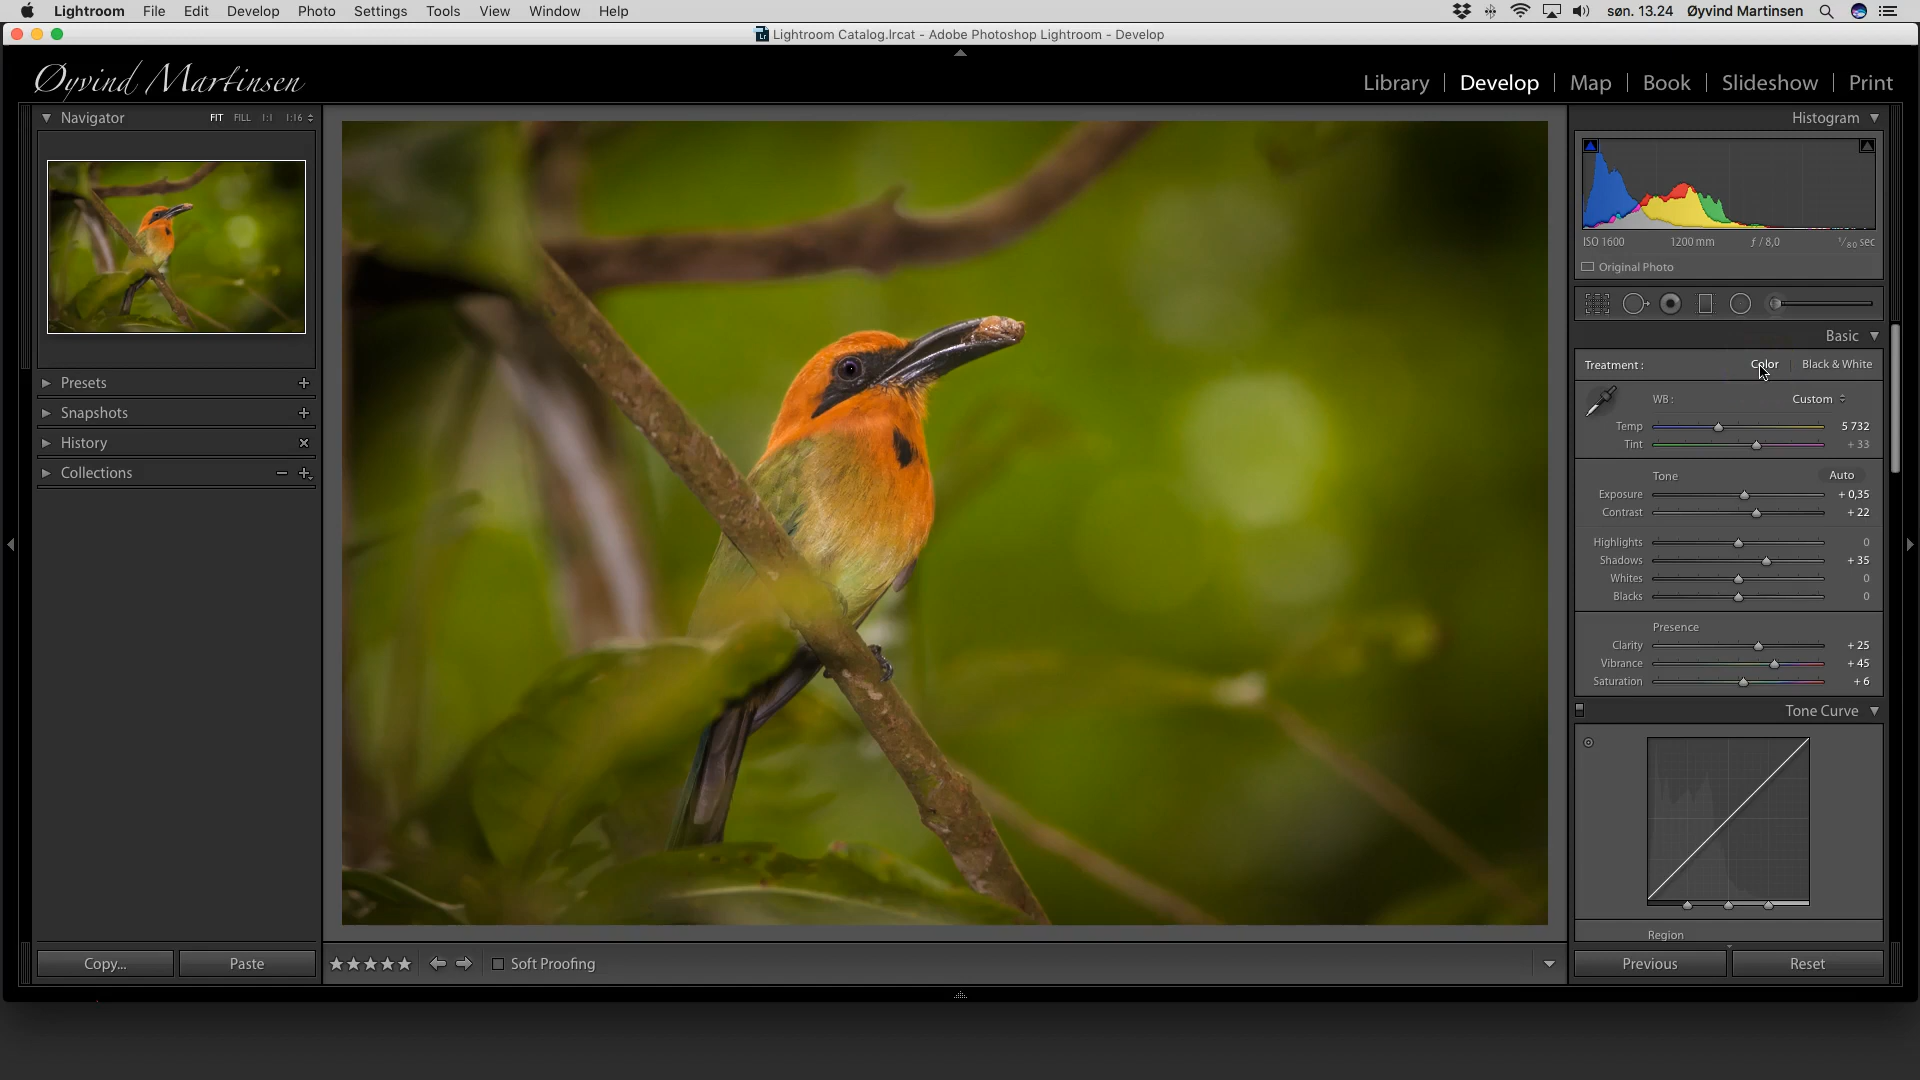 Lightroom File Edit Develop Photo Settings Tools View Window Help søn. 13.24 Øyvind Martinsen
Lightroom Catalog.lrcat - Adobe Photoshop Lightroom - Develop
Øyvind Martinsen
Library | Develop | Map | Book | Slideshow | Print
Navigator FIT FILL 1:1 1:16
Presets
Snapshots
History
Collections
Copy... Paste
Soft Proofing
Histogram
ISO 1600 1200 mm ƒ / 8,0 1/80 sec
Original Photo
Basic
Treatment : Color | Black & White
WB : Custom
Temp 5 732
Tint + 33
Tone Auto
Exposure + 0,35
Contrast + 22
Highlights 0
Shadows + 35
Whites 0
Blacks 0
Presence
Clarity + 25
Vibrance + 45
Saturation + 6
Tone Curve
Region
Previous Reset